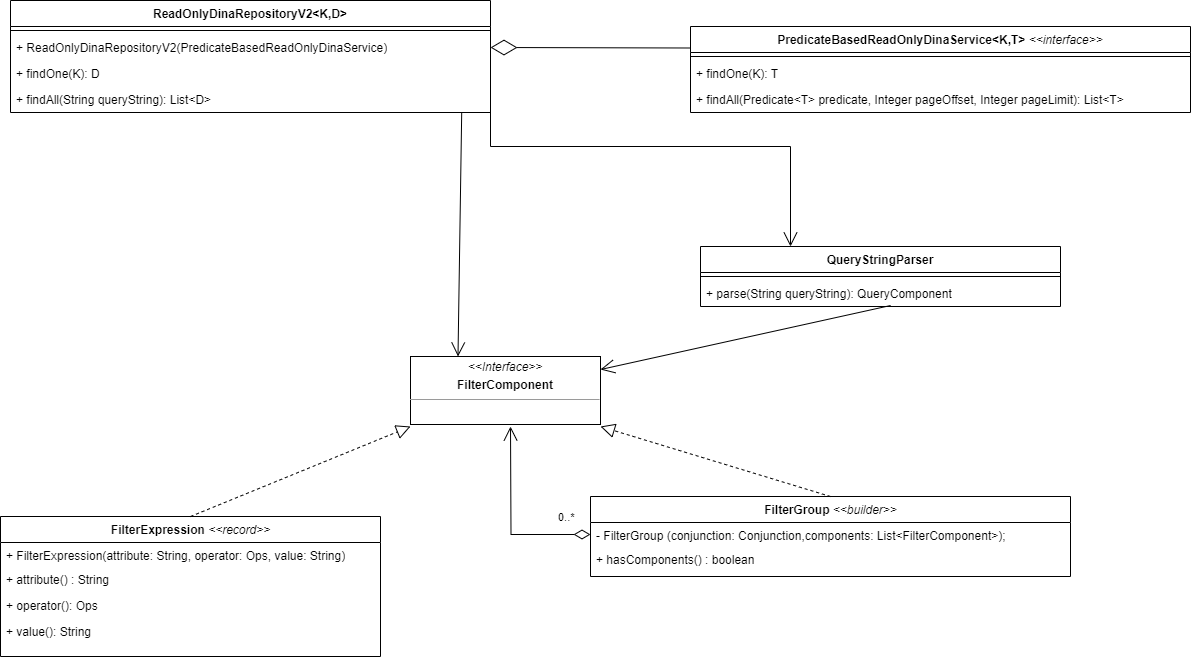 ReadOnlyDinaRepositoryV2<K,D>
+ ReadOnlyDinaRepositoryV2(PredicateBasedReadOnlyDinaService)
+ findOne(K): D
+ findAll(String queryString): List<D>
PredicateBasedReadOnlyDinaService<K,T> <<interface>>
+ findOne(K): T
+ findAll(Predicate<T> predicate, Integer pageOffset, Integer pageLimit): List<T>
QueryStringParser
+ parse(String queryString): QueryComponent
<<Interface>>
FilterComponent
0..*
FilterExpression <<record>>
+ FilterExpression(attribute: String, operator: Ops, value: String)
+ attribute() : String
+ operator(): Ops
+ value(): String
FilterGroup <<builder>>
- FilterGroup (conjunction: Conjunction,components: List<FilterComponent>);
+ hasComponents() : boolean